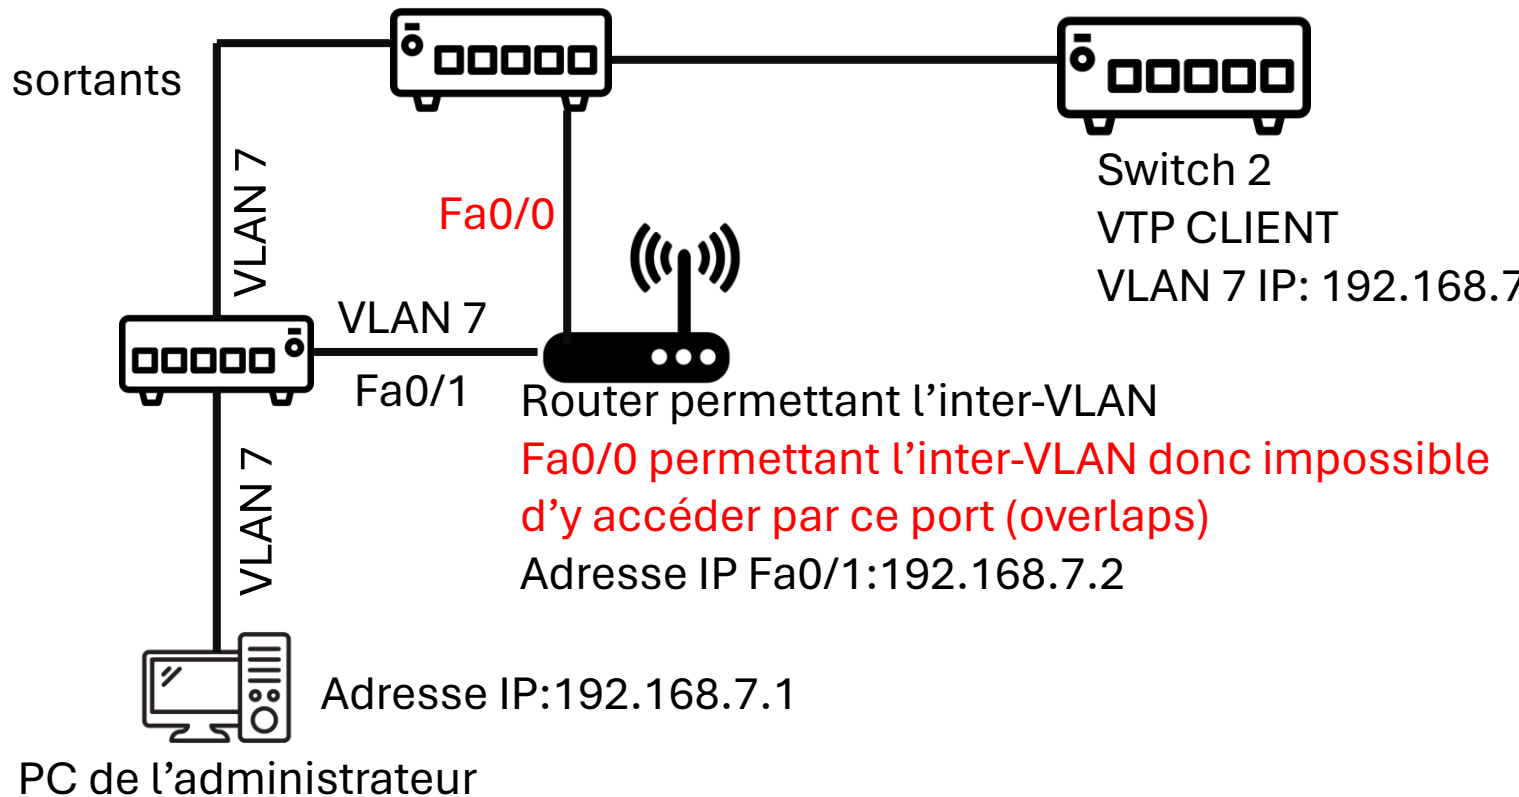 sortants
VLAN 7
Fa0/0
Switch 2
VTP CLIENT
VLAN 7 IP: 192.168.7
VLAN 7
Fa0/1
Router permettant l’inter-VLAN
Fa0/0 permettant l’inter-VLAN donc impossible
d’y accéder par ce port (overlaps)
Adresse IP Fa0/1:192.168.7.2
VLAN 7
Adresse IP:192.168.7.1
PC de l’administrateur